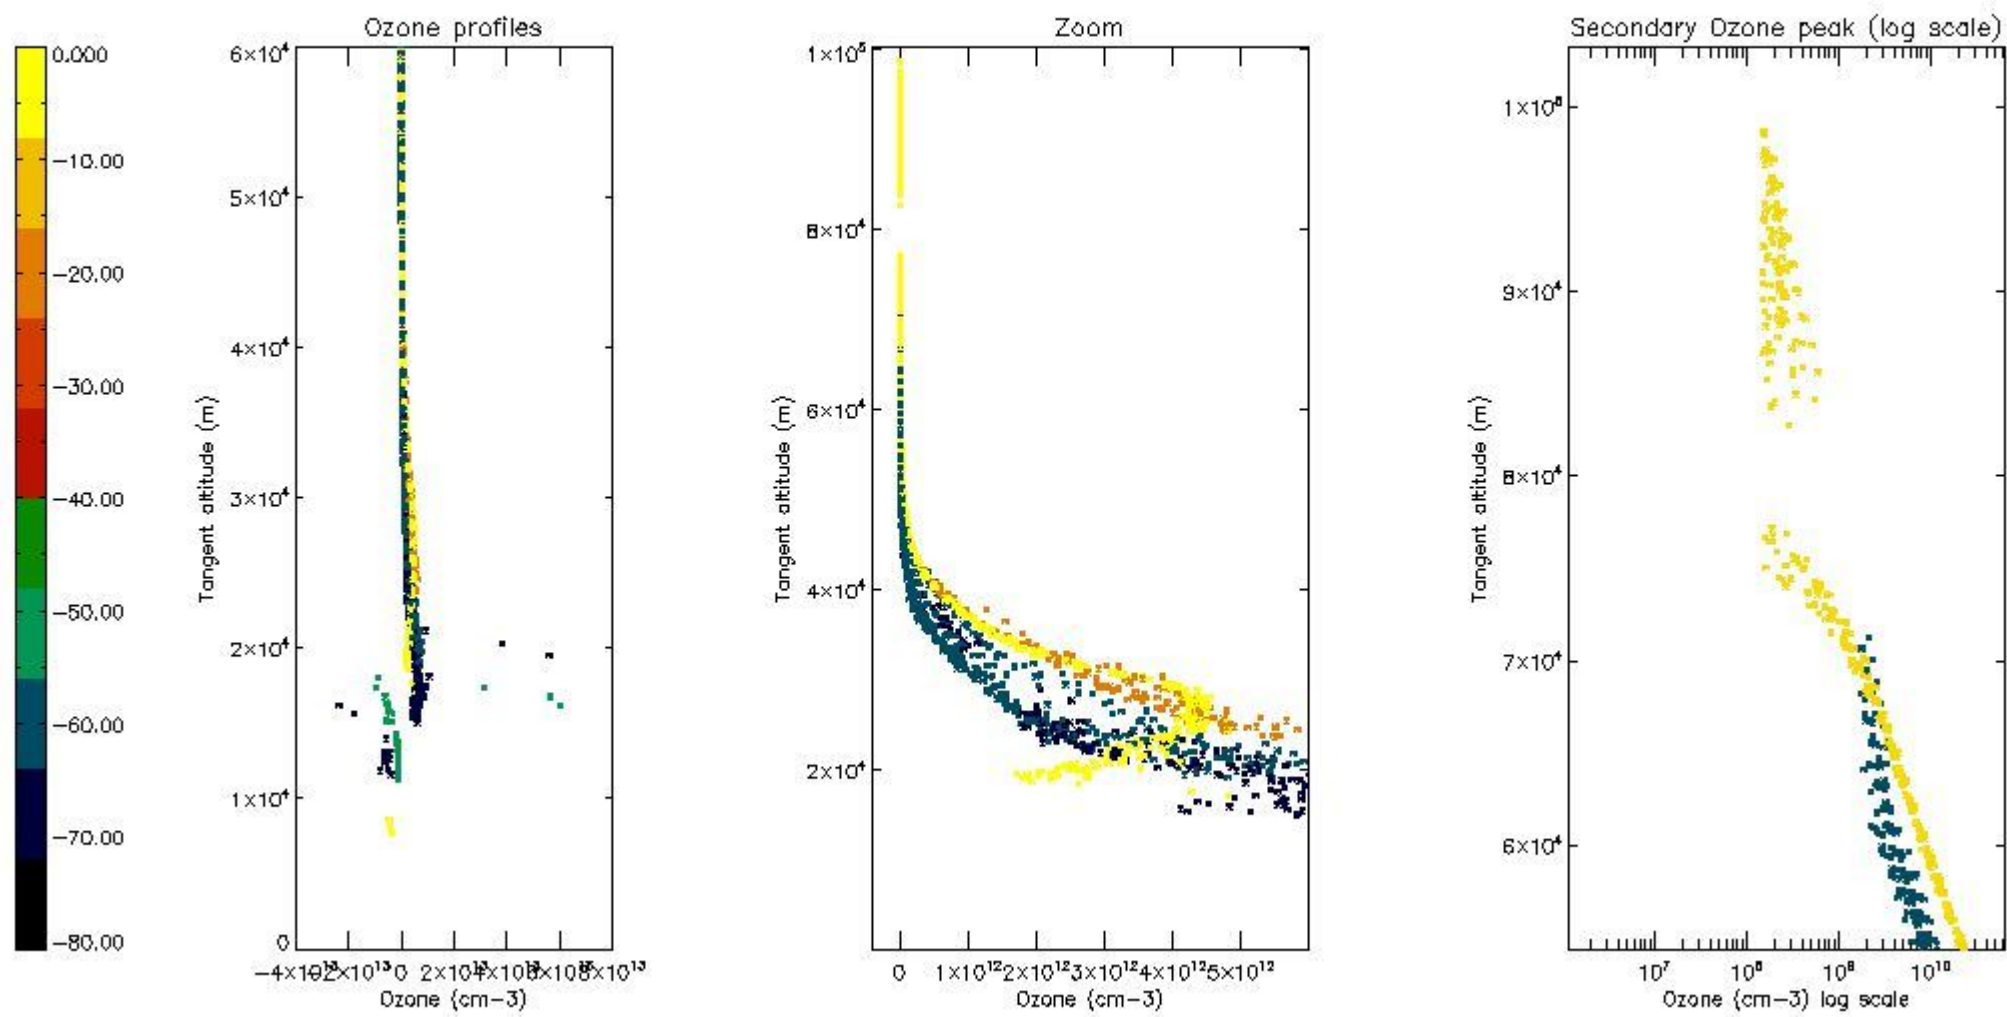 Ozone profiles
Zoom
Secondary Ozone peak (log scale)
0.000
−10.00
−20.00
−30.00
−40.00
−50.00
−60.00
−70.00
−80.00
6×10⁴
5×10⁴
4×10⁴
3×10⁴
2×10⁴
1×10⁴
0
Tangent altitude (m)
0
Ozone (cm−3)
1×10⁵
8×10⁴
6×10⁴
4×10⁴
2×10⁴
Tangent altitude (m)
0 1×10¹² 2×10¹² 3×10¹² 4×10¹² 5×10¹²
Ozone (cm−3)
9×10⁴
8×10⁴
7×10⁴
6×10⁴
Tangent altitude (m)
10⁷ 10⁸ 10⁹ 10¹⁰
Ozone (cm−3) log scale